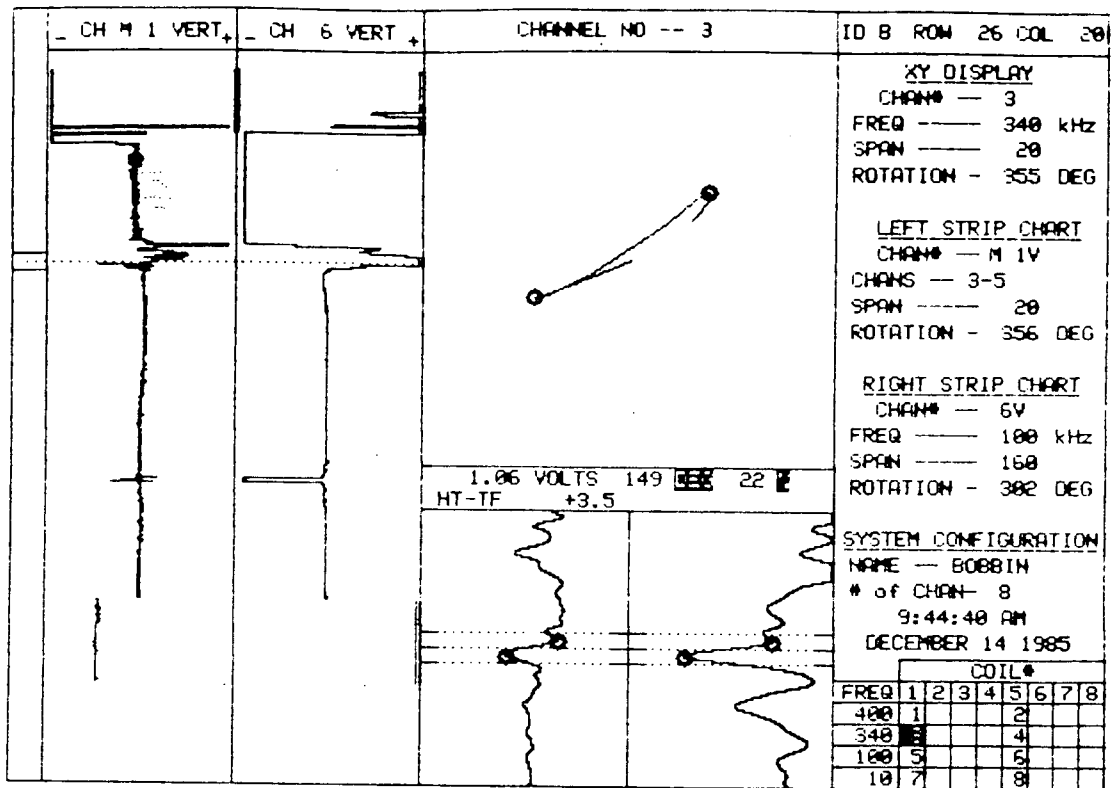 _ CH M 1 VERT +
_ CH 6 VERT +
CHANNEL NO -- 3
ID 8 ROW 26 COL 20
XY DISPLAY
CHAN# -- 3
FREQ ----- 340 kHz
SPAN ----- 20
ROTATION - 355 DEG
LEFT STRIP CHART
CHAN# -- M 1V
CHANS -- 3-5
SPAN ----- 20
ROTATION - 356 DEG
RIGHT STRIP CHART
CHAN# -- 6V
FREQ ----- 100 kHz
SPAN ----- 160
ROTATION - 302 DEG
1.06 VOLTS 149 22
HT-TF +3.5
SYSTEM CONFIGURATION
NAME -- BOBBIN
# of CHAN- 8
9:44:40 AM
DECEMBER 14 1985
COIL#
FREQ 1 2 3 4 5 6 7 8
400 1 2
340 4
100 5 6
10 7 8